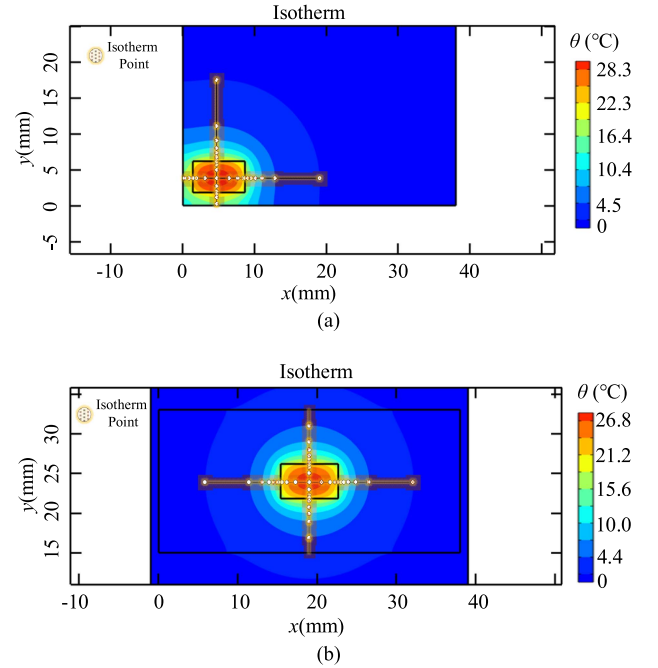 Isotherm
Isotherm
Point
θ (°C)
28.3
22.3
16.4
10.4
4.5
0
y(mm)
20
15
10
5
0
-5
-10
0
10
20
30
40
x(mm)
(a)
Isotherm
Isotherm
Point
θ (°C)
26.8
21.2
15.6
10.0
4.4
0
y(mm)
30
25
20
15
-10
0
10
20
30
40
x(mm)
(b)